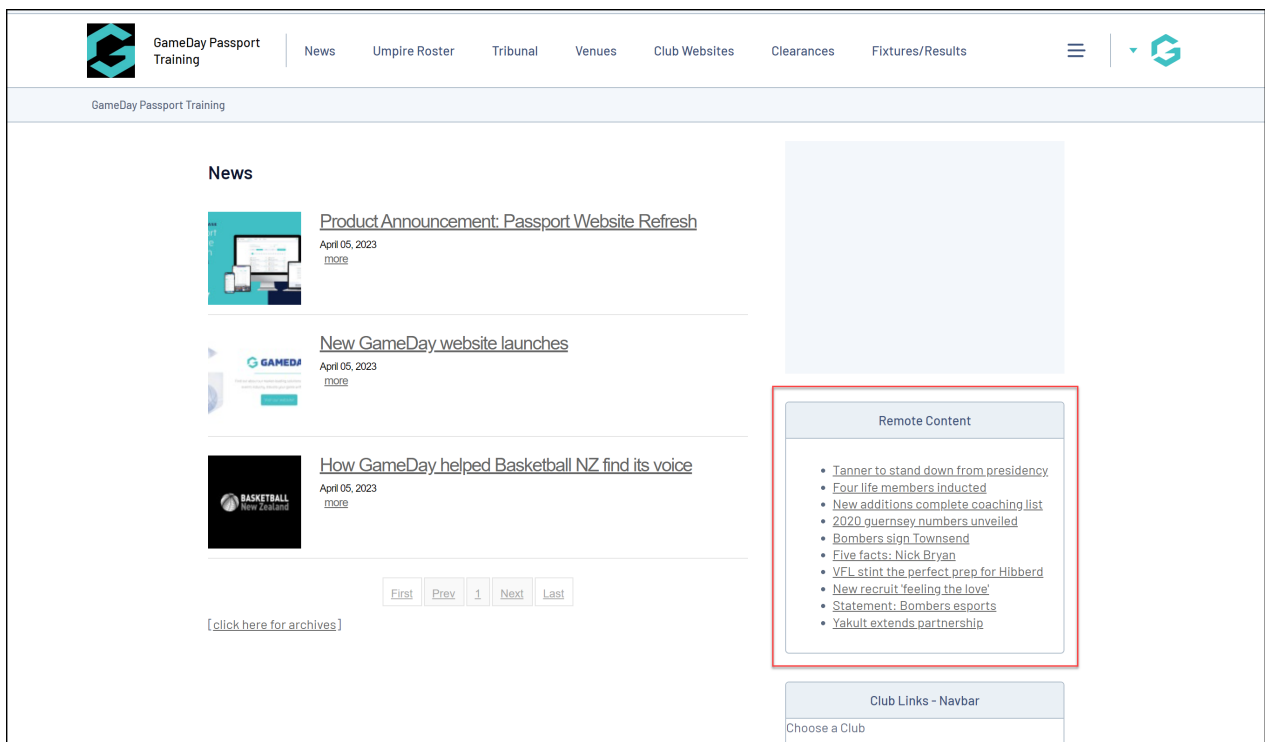 GameDay Passport
Training
News
Umpire Roster
Tribunal
Venues
Club Websites
Clearances
Fixtures/Results
GameDay Passport Training
News
Product Announcement: Passport Website Refresh
April 05, 2023
more
GAMEDA
New GameDay website launches
April 05, 2023
more
BASKETBALL
New Zealand
How GameDay helped Basketball NZ find its voice
April 05, 2023
more
First
Prev
1
Next
Last
[click here for archives]
Remote Content
• Tanner to stand down from presidency
• Four life members inducted
• New additions complete coaching list
• 2020 guernsey numbers unveiled
• Bombers sign Townsend
• Five facts: Nick Bryan
• VFL stint the perfect prep for Hibberd
• New recruit 'feeling the love'
• Statement: Bombers esports
• Yakult extends partnership
Club Links - Navbar
Choose a Club